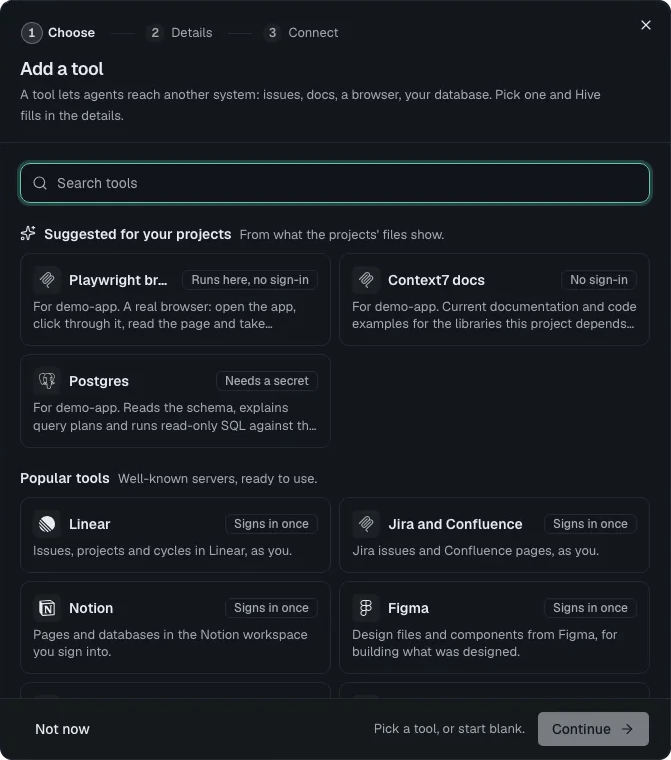 1 Choose 2 Details 3 Connect
Add a tool
A tool lets agents reach another system: issues, docs, a browser, your database. Pick one and Hive
fills in the details.
Search tools
Suggested for your projects From what the projects' files show.
Playwright br... Runs here, no sign-in
For demo-app. A real browser: open the app,
click through it, read the page and take...
Context7 docs No sign-in
For demo-app. Current documentation and code
examples for the libraries this project depends...
Postgres Needs a secret
For demo-app. Reads the schema, explains
query plans and runs read-only SQL against th...
Popular tools Well-known servers, ready to use.
Linear Signs in once
Issues, projects and cycles in Linear, as you.
Jira and Confluence Signs in once
Jira issues and Confluence pages, as you.
Notion Signs in once
Pages and databases in the Notion workspace
you sign into.
Figma Signs in once
Design files and components from Figma, for
building what was designed.
Not now Pick a tool, or start blank. Continue